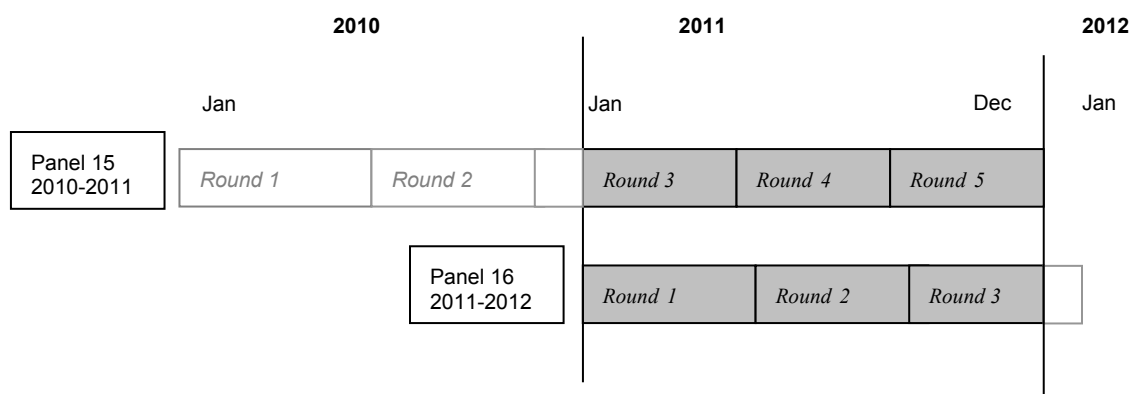 2010 2011 2012
Jan Jan Dec Jan
Panel 15
2010-2011
Round 1 Round 2 Round 3 Round 4 Round 5
Panel 16
2011-2012
Round 1 Round 2 Round 3